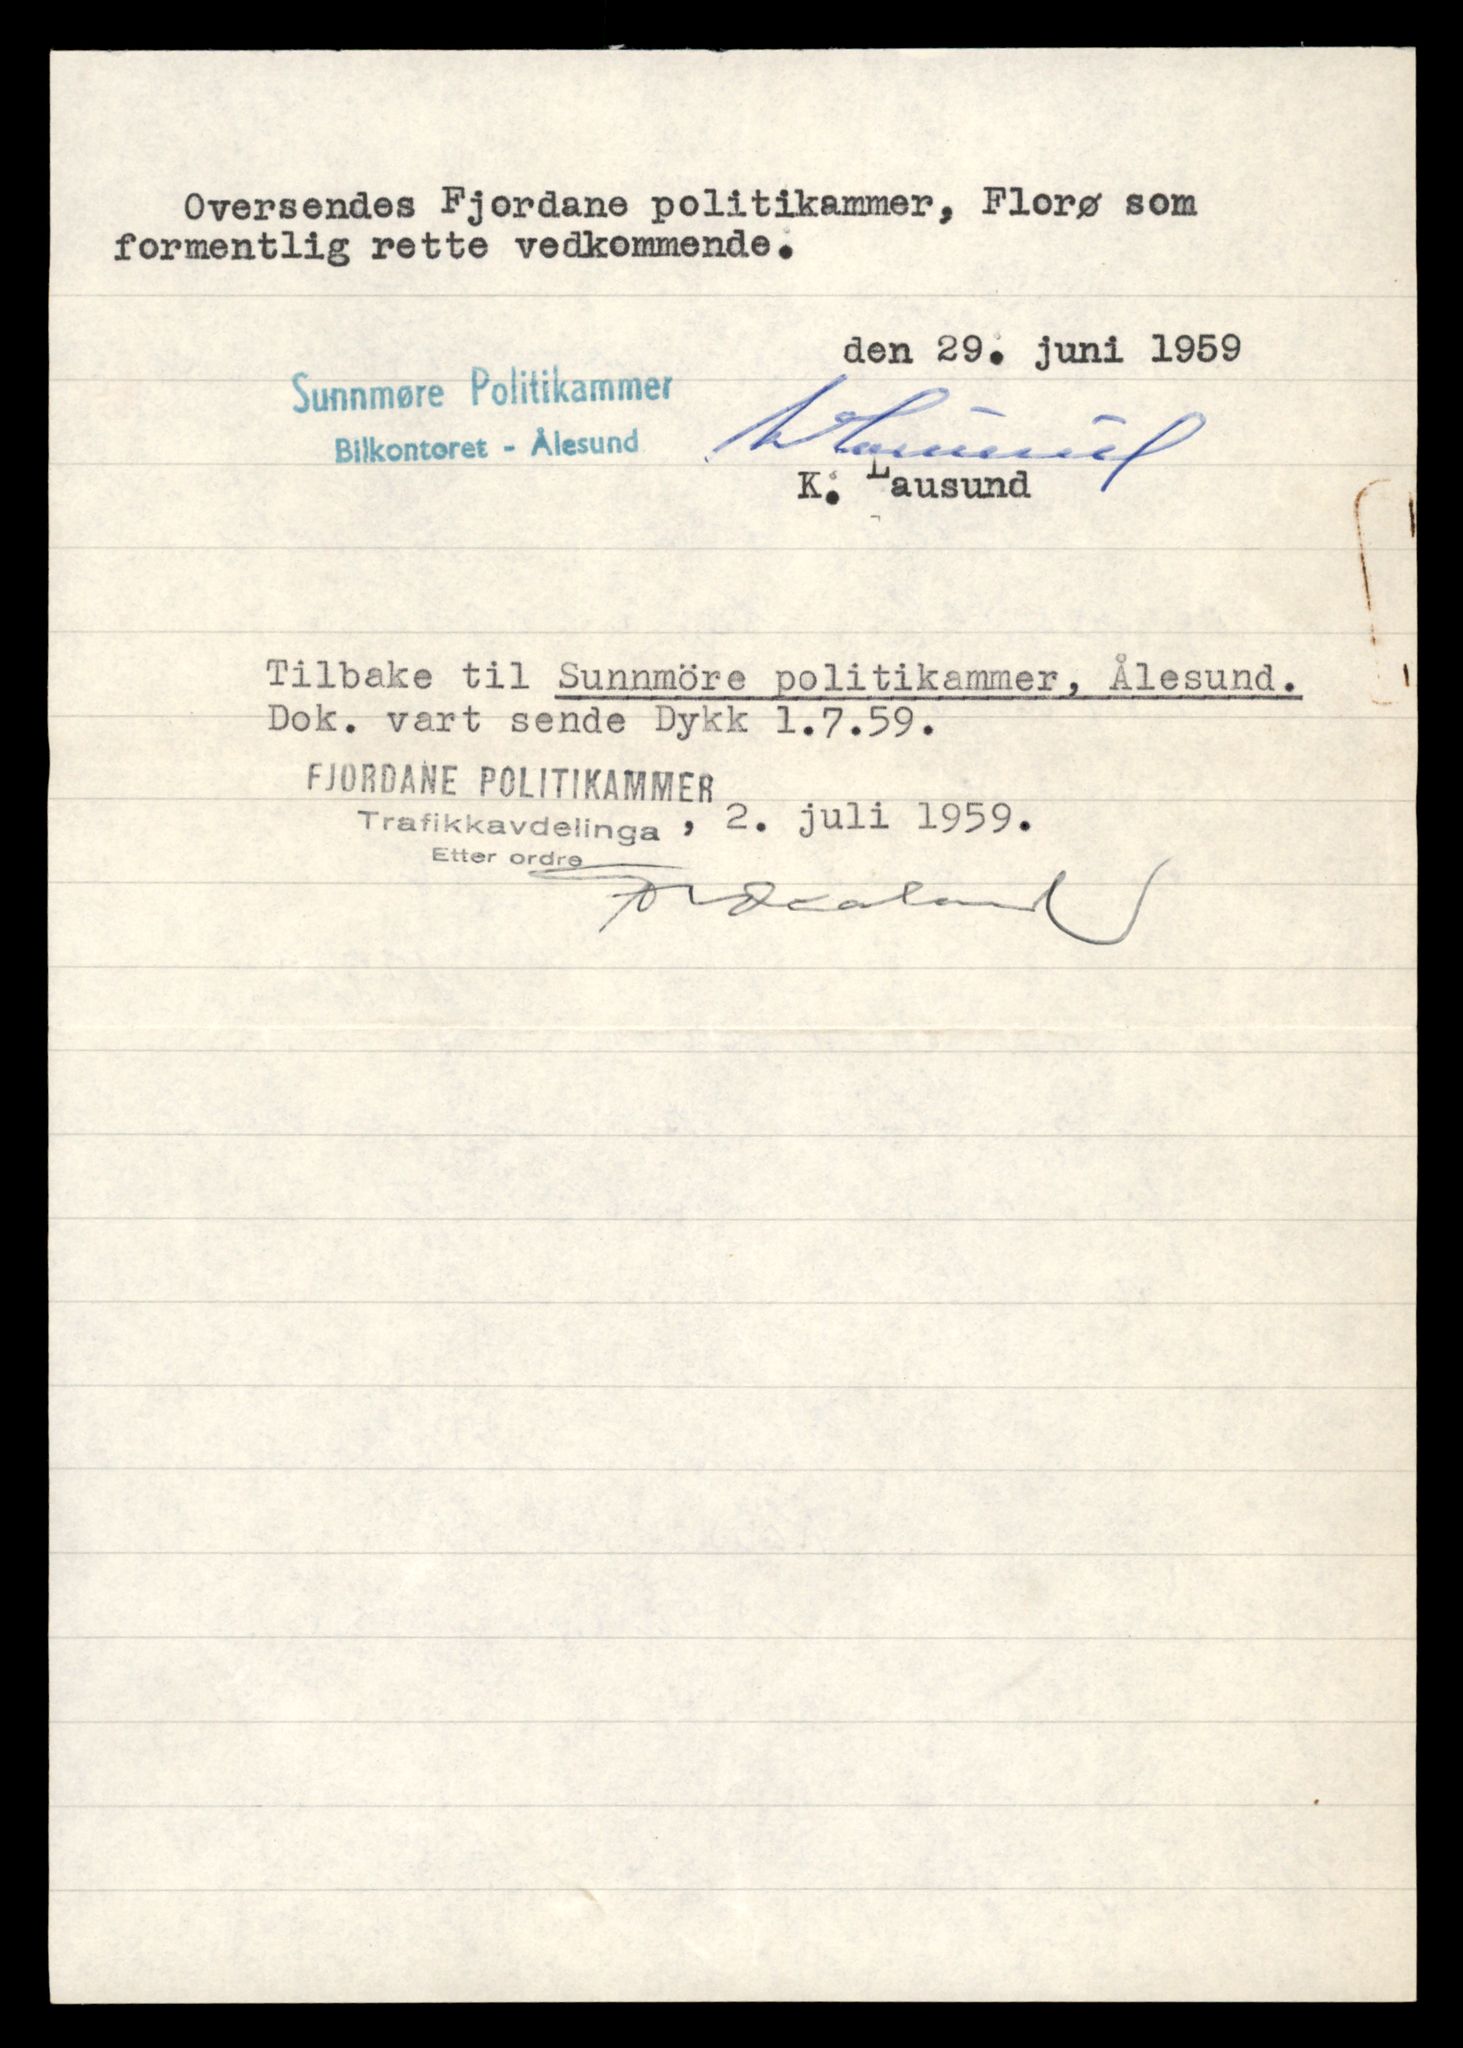 Oversendes Fjordane politikammer, Florø som
formentlig rette vedkommende.
den 29. juni 1959
Sunnmøre Politikammer
Bilkontoret - Ålesund
K. Lausund
Tilbake til Sunnmöre politikammer, Ålesund.
Dok. vart sende Dykk 1.7.59.
FJORDANE POLITIKAMMER
Trafikkavdelinga , 2. juli 1959.
Etter ordre